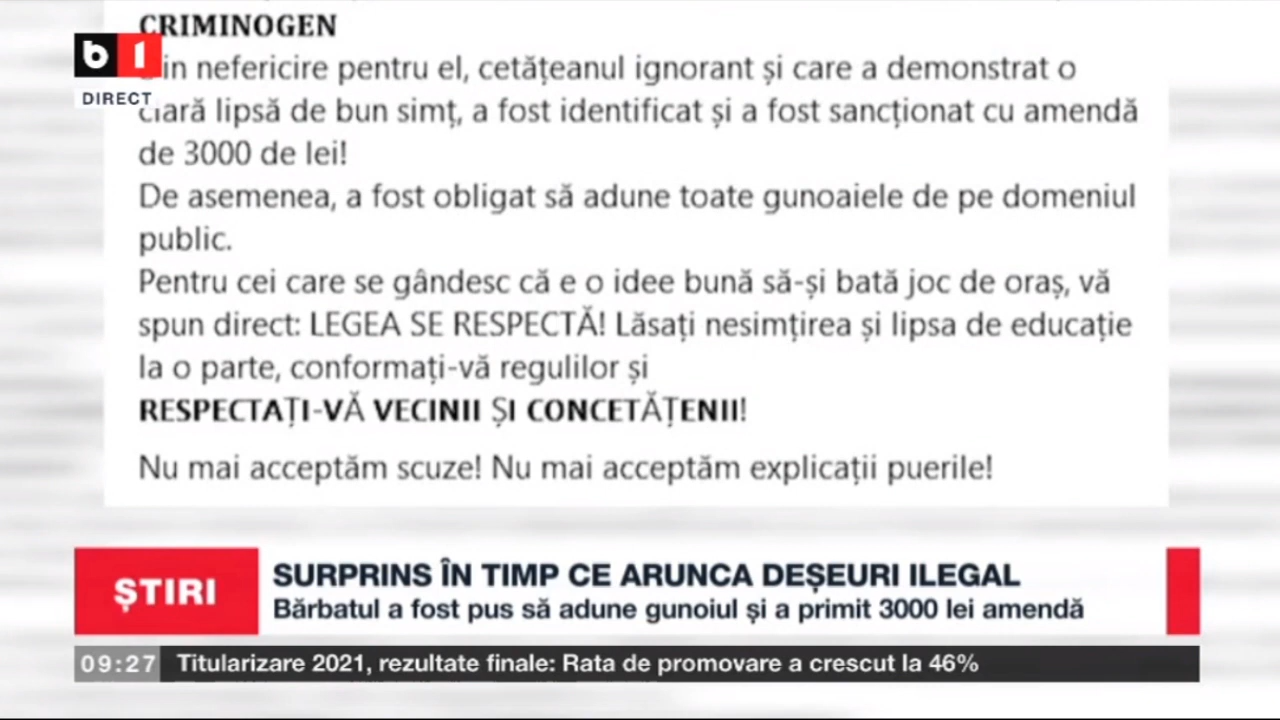 CRIMINOGEN
b1
DIRECT
in nefericire pentru el, cetățeanul ignorant și care a demonstrat o
clară lipsă de bun simț, a fost identificat și a fost sancționat cu amendă
de 3000 de lei!
De asemenea, a fost obligat să adune toate gunoaiele de pe domeniul
public.
Pentru cei care se gândesc că e o idee bună să-și bată joc de oraș, vă
spun direct: LEGEA SE RESPECTĂ! Lăsați nesimțirea și lipsa de educație
la o parte, conformați-vă regulilor și
RESPECTAȚI-VĂ VECINII ȘI CONCETĂȚENII!
Nu mai acceptăm scuze! Nu mai acceptăm explicații puerile!
ȘTIRI
SURPRINS ÎN TIMP CE ARUNCA DEȘEURI ILEGAL
Bărbatul a fost pus să adune gunoiul și a primit 3000 lei amendă
09:27 Titularizare 2021, rezultate finale: Rata de promovare a crescut la 46%